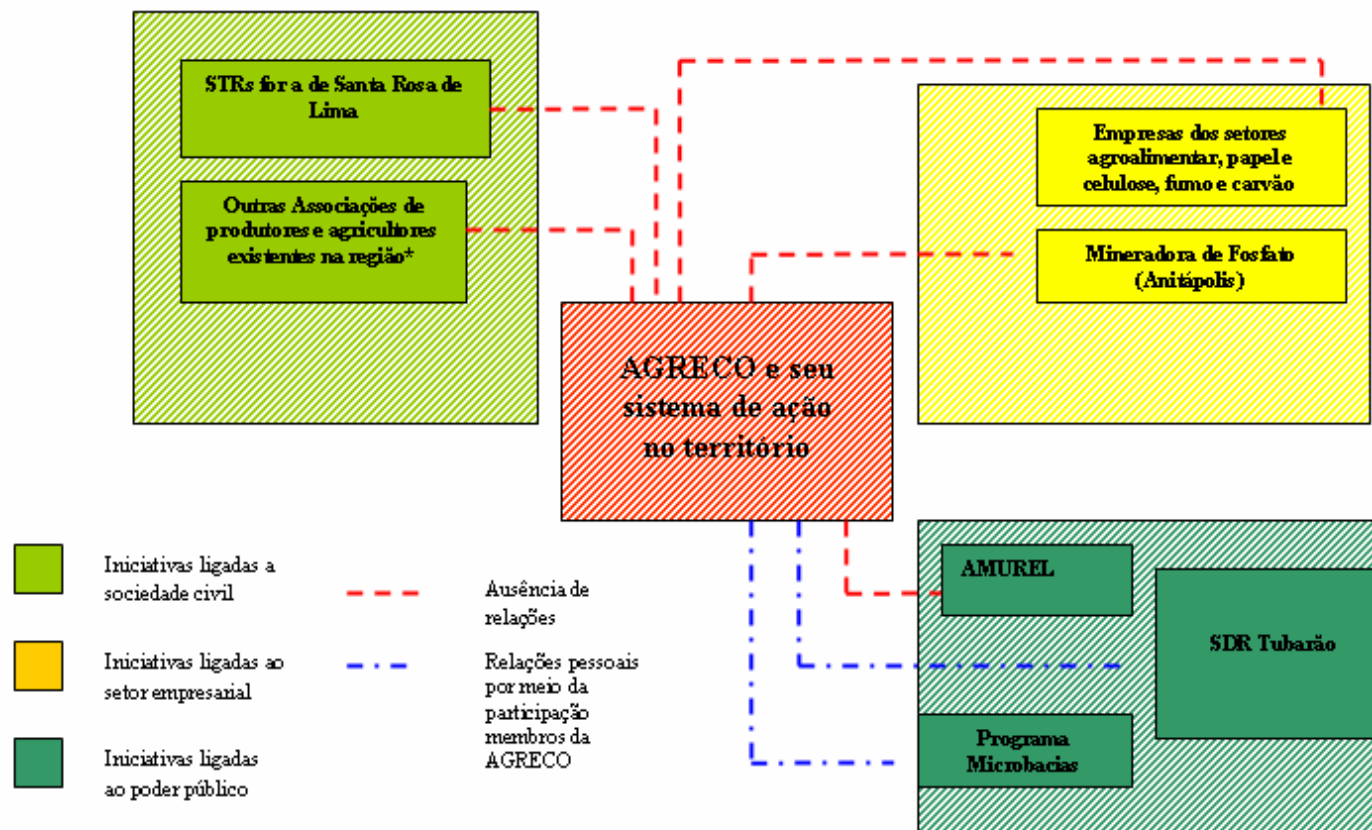 STRs for a de Santa Rosa de
Lima
Outras Associações de
produtores e agricultores
existentes na região*
Empresas dos setores
agroalimentar, papel e
celulose, fumo e carvão
Mineradora de Fosfato
(Anitápolis)
AGRECO e seu
sistema de ação
no território
AMUREL
SDR Tubarão
Programa
Microbacias
Iniciativas ligadas a
sociedade civil
Iniciativas ligadas ao
setor empresarial
Iniciativas ligadas
ao poder público
Ausência de
relações
Relações pessoais
por meio da
participação
membros da
AGRECO